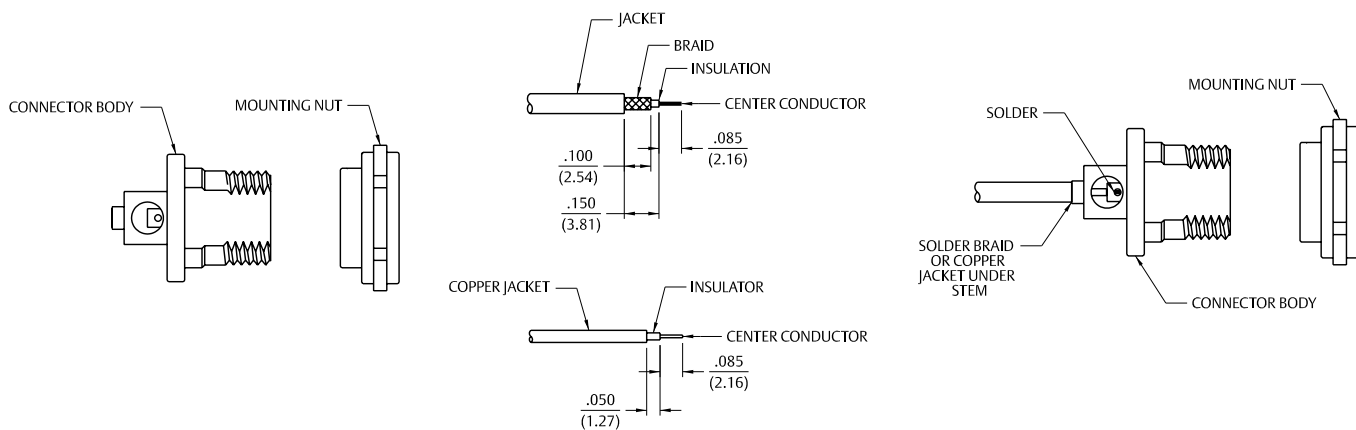 CONNECTOR BODY
MOUNTING NUT
JACKET
BRAID
INSULATION
CENTER CONDUCTOR
.085
(2.16)
.100
(2.54)
.150
(3.81)
COPPER JACKET
INSULATOR
CENTER CONDUCTOR
.085
(2.16)
.050
(1.27)
MOUNTING NUT
SOLDER
SOLDER BRAID
OR COPPER
JACKET UNDER
STEM
CONNECTOR BODY